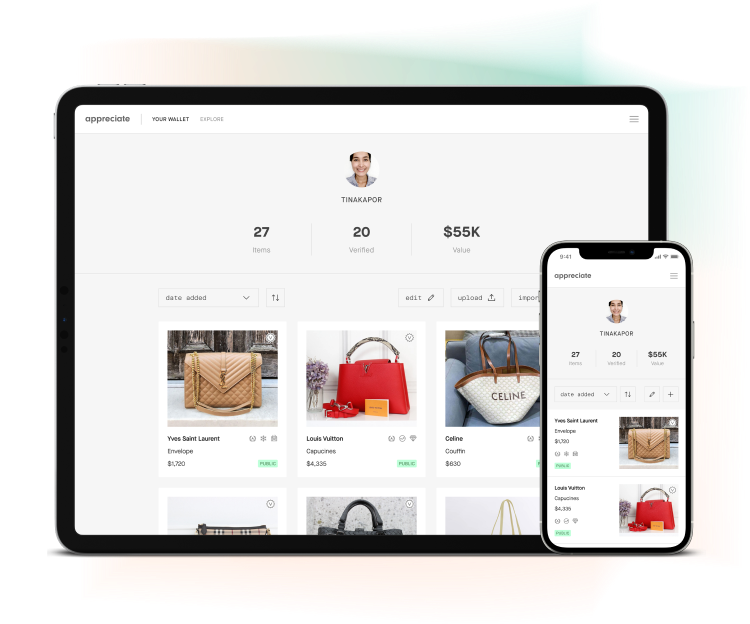 appreciate YOUR WALLET EXPLORE
TINAKAPOR
27 20 $55K
Items Verified Value
date added edit upload impor
Yves Saint Laurent Louis Vuitton Celine
Envelope Capucines Couffin
$1,720 PUBLIC $4,335 PUBLIC $630
CELINE
9:41
appreciate
TINAKAPOR
27 20 $55K
Items Verified Value
date added
Yves Saint Laurent
Envelope
$1,720
PUBLIC
Louis Vuitton
Capucines
$4,335
PUBLIC